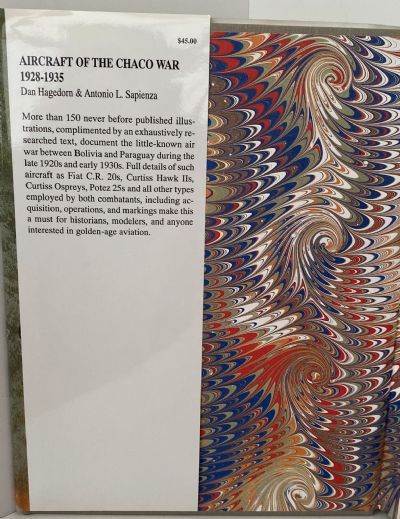 $45.00
AIRCRAFT OF THE CHACO WAR
1928-1935
Dan Hagedorn & Antonio L. Sapienza
More than 150 never before published illus-
trations, complimented by an exhaustively re-
searched text, document the little-known air
war between Bolivia and Paraguay during the
late 1920s and early 1930s. Full details of such
aircraft as Fiat C.R. 20s, Curtiss Hawk IIs,
Curtiss Ospreys, Potez 25s and all other types
employed by both combatants, including ac-
quisition, operations, and markings make this
a must for historians, modelers, and anyone
interested in golden-age aviation.